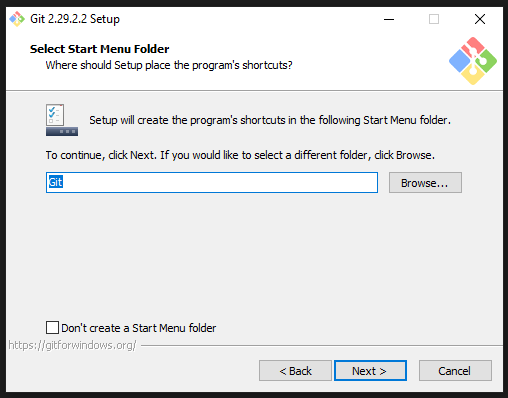 Git 2.29.2.2 Setup
Select Start Menu Folder
Where should Setup place the program's shortcuts?
Setup will create the program's shortcuts in the following Start Menu folder.
To continue, click Next. If you would like to select a different folder, click Browse.
Git
Browse...
Don't create a Start Menu folder
https://gitforwindows.org/
< Back
Next >
Cancel